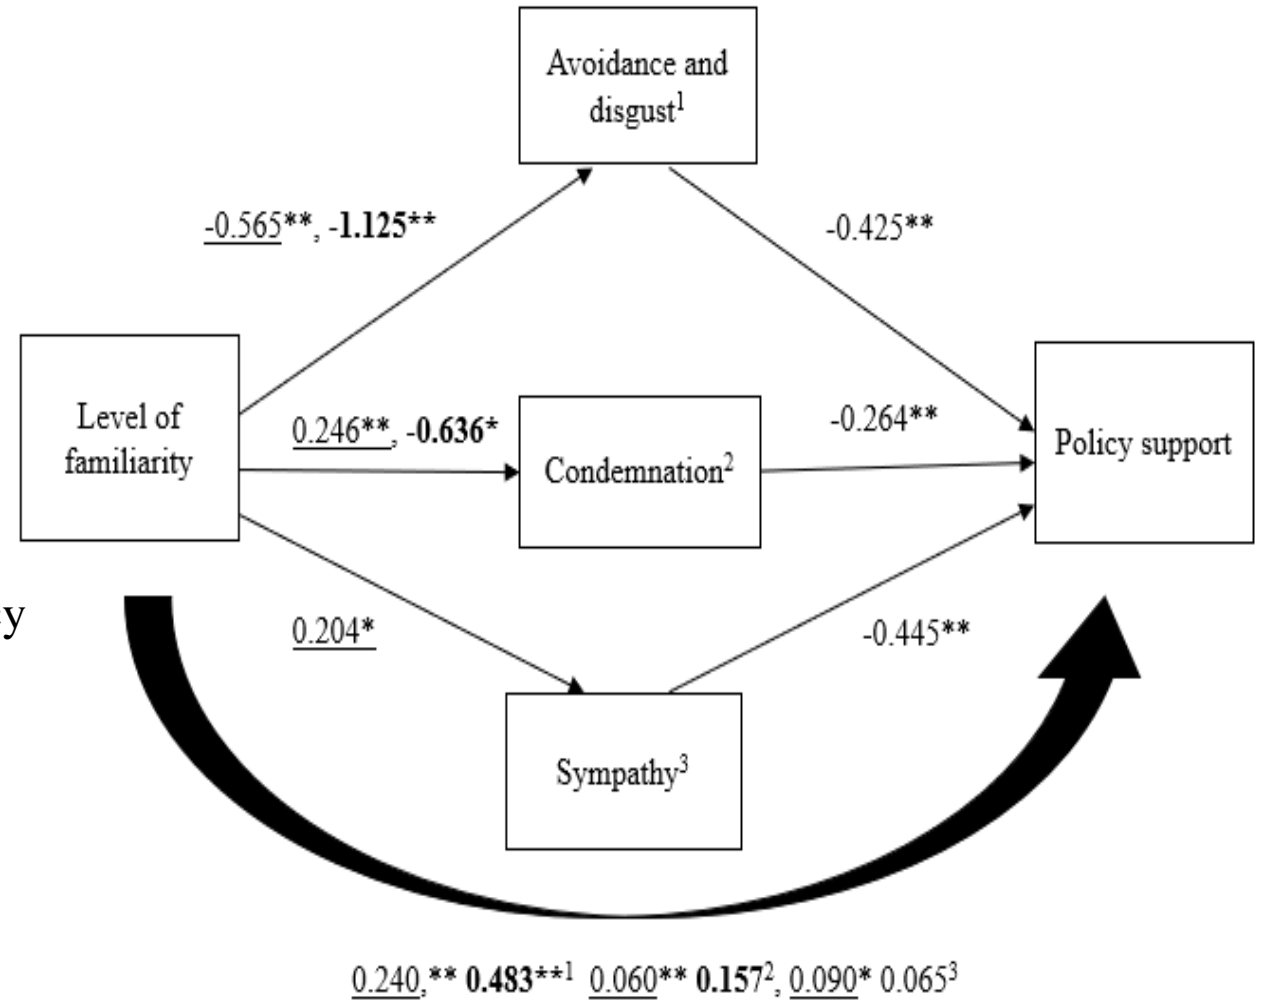 Avoidance and
disgust¹
-0.565**, -1.125**
-0.425**
Level of
familiarity
0.246**, -0.636*
Condemnation²
-0.264**
Policy support
y
0.204*
-0.445**
Sympathy³
0.240,** 0.483**¹ 0.060** 0.157², 0.090* 0.065³